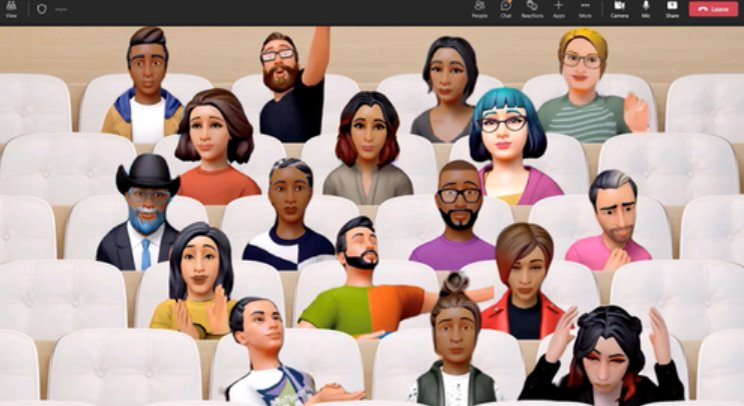 View
People
Chat
Reactions
Apps
More
Camera
Mic
Share
Leave